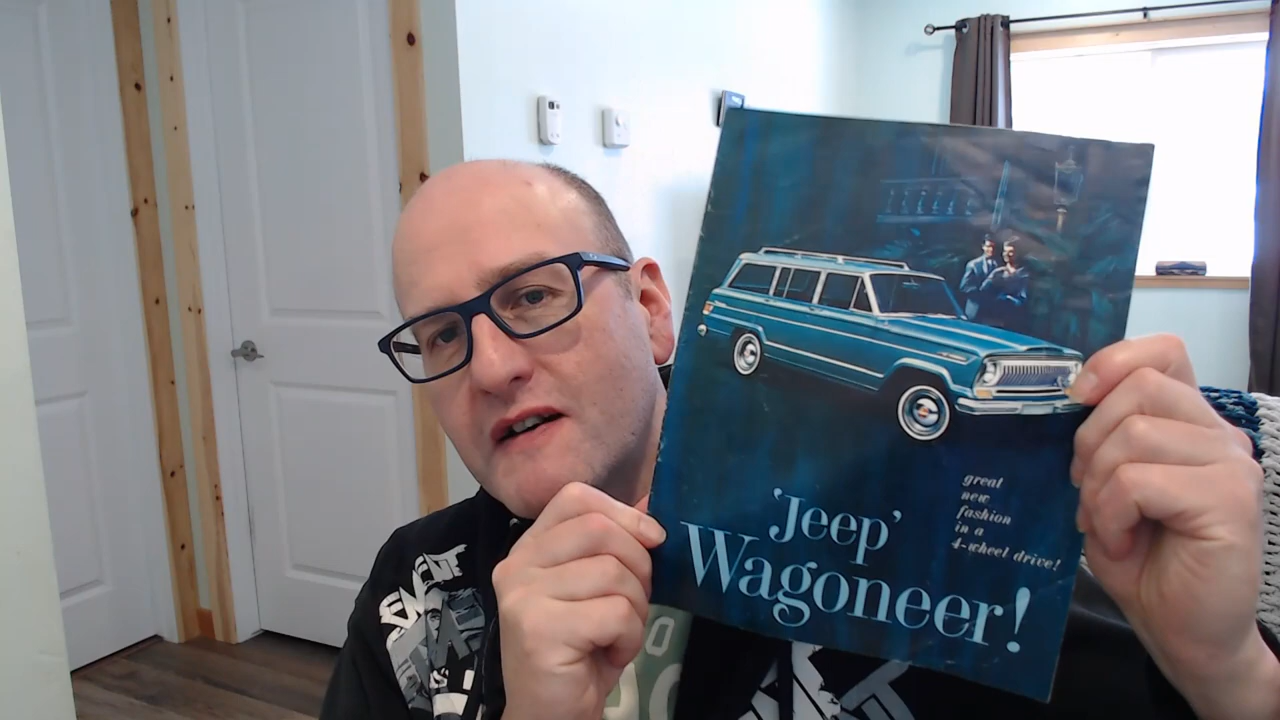 great
new
fashion
in a
4-wheel drive!
'Jeep'
Wagoneer!